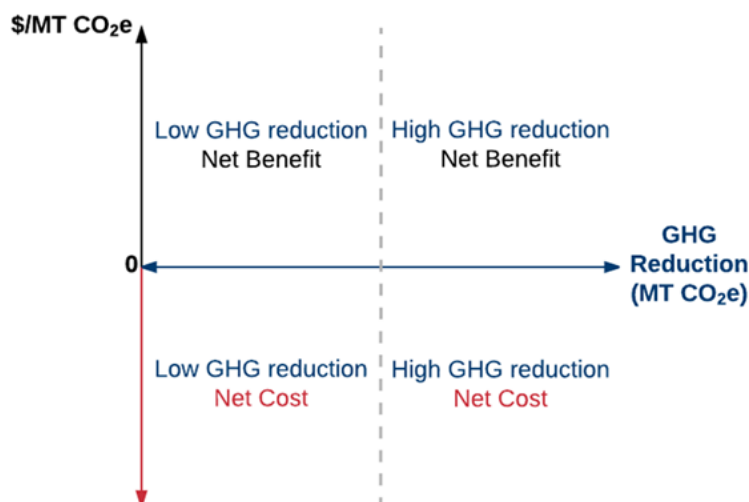 $/MT CO₂e
Low GHG reduction
Net Benefit
High GHG reduction
Net Benefit
0
GHG
Reduction
(MT CO₂e)
Low GHG reduction
Net Cost
High GHG reduction
Net Cost